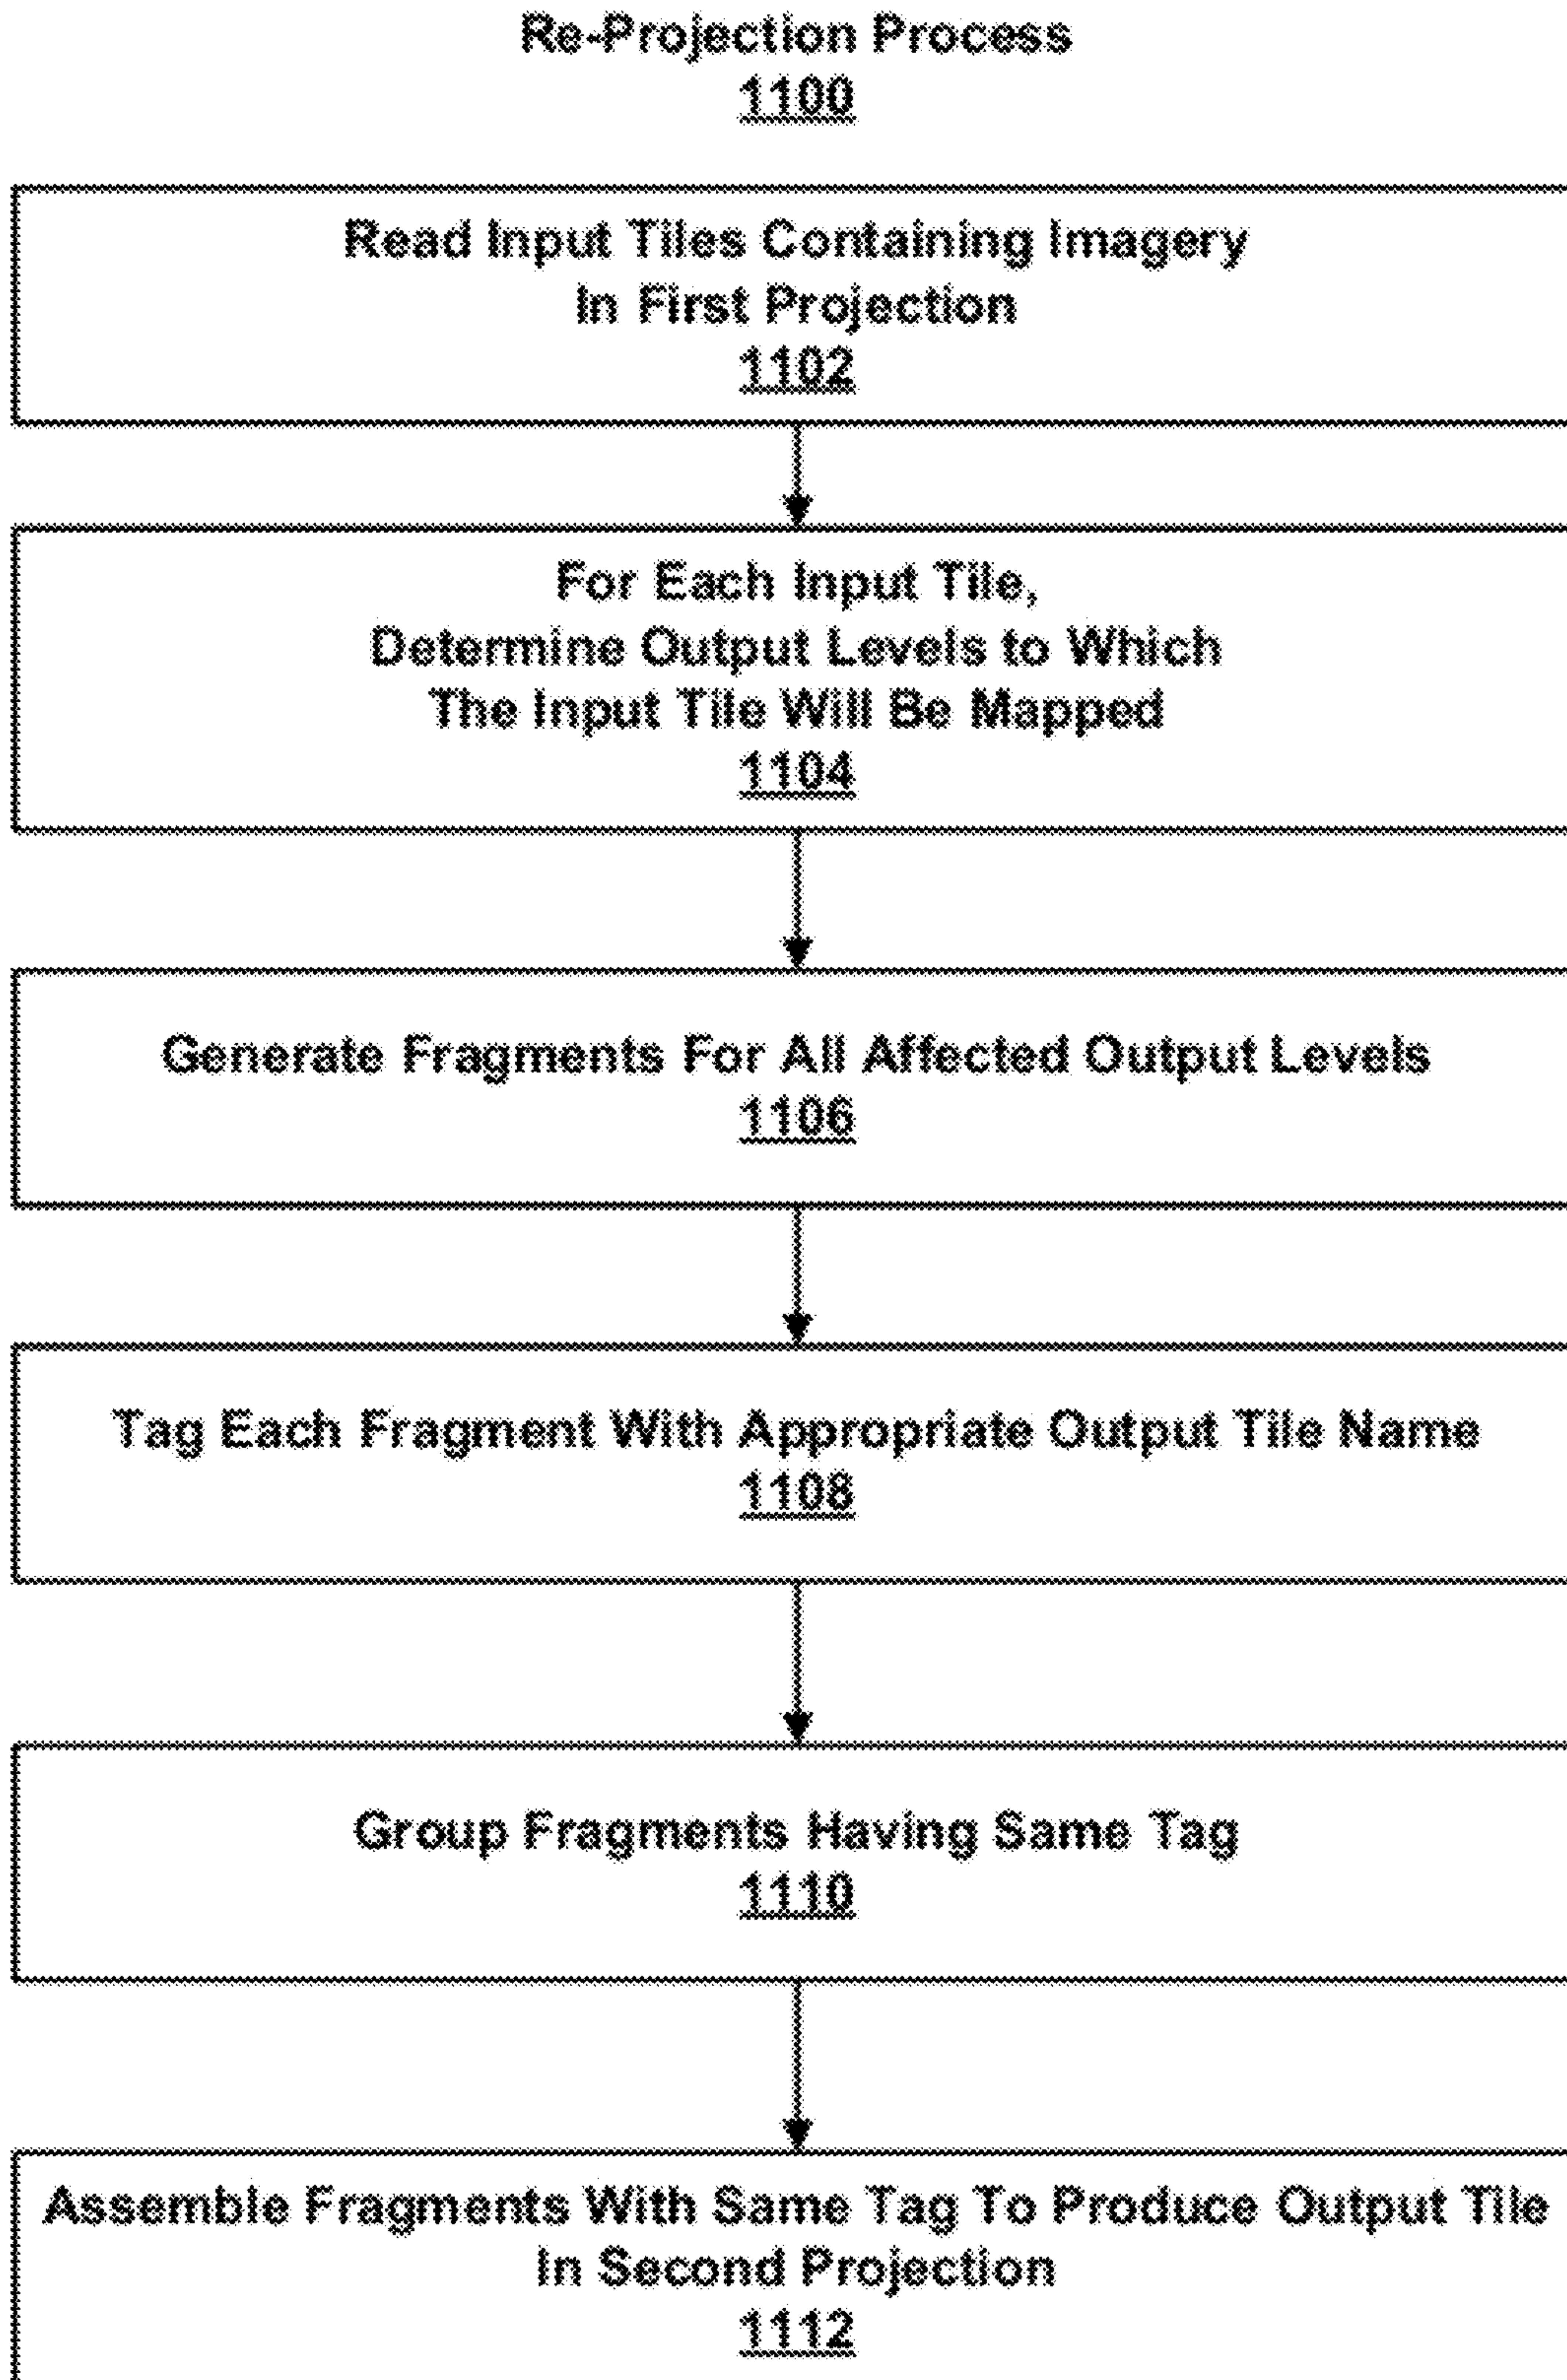 Re-Projection Process
1100
Read Input Tiles Containing Imagery
In First Projection
1102
For Each Input Tile,
Determine Output Levels to Which
The Input Tile Will Be Mapped
1104
Generate Fragments For All Affected Output Levels
1106
Tag Each Fragment With Appropriate Output Tile Name
1108
Group Fragments Having Same Tag
1110
Assemble Fragments With Same Tag To Produce Output Tile
In Second Projection
1112